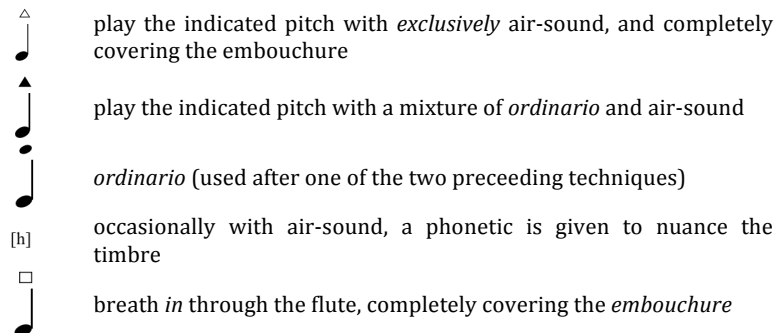 play the indicated pitch with exclusively air-sound, and completely
covering the embouchure
play the indicated pitch with a mixture of ordinario and air-sound
ordinario (used after one of the two preceeding techniques)
[h] occasionally with air-sound, a phonetic is given to nuance the
timbre
breath in through the flute, completely covering the embouchure